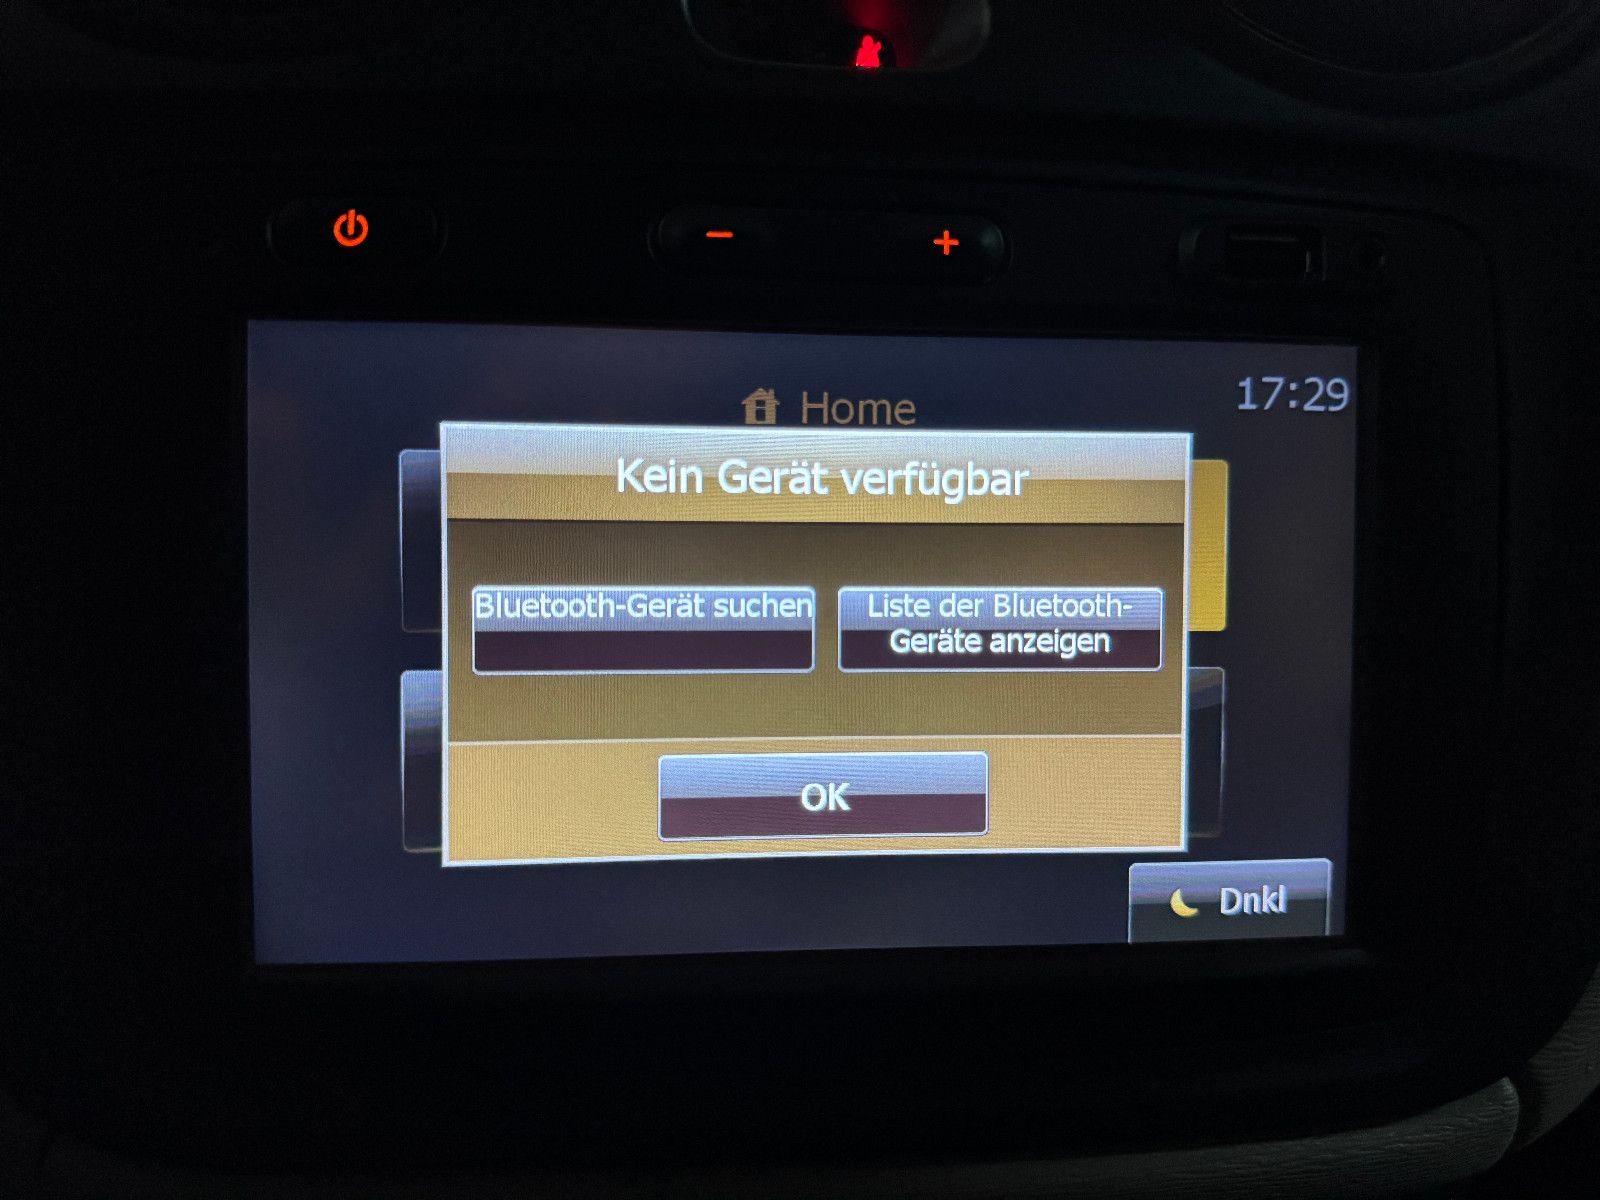 Home
17:29
Kein Gerät verfügbar
Bluetooth-Gerät suchen
Liste der Bluetooth-
Geräte anzeigen
OK
Dnkl